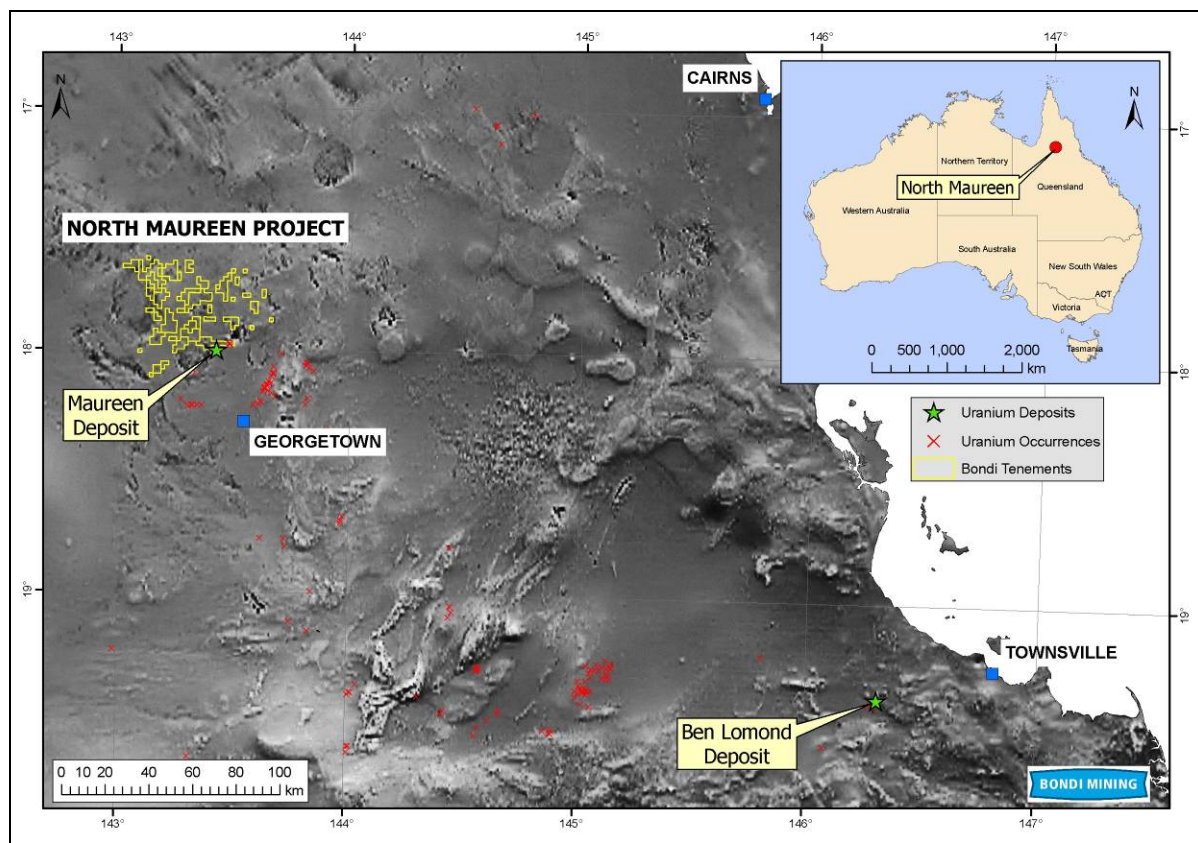 143°
144°
145°
146°
147°
N
CAIRNS
17°
17°
N
Northern Territory
Queensland
North Maureen
Western Australia
South Australia
New South Wales
ACT
Victoria
Tasmania
0 500 1,000 2,000
km
NORTH MAUREEN PROJECT
18°
18°
Maureen
Deposit
GEORGETOWN
Uranium Deposits
Uranium Occurrences
Bondi Tenements
19°
19°
TOWNSVILLE
Ben Lomond
Deposit
0 10 20 40 60 80 100
km
BONDI MINING
143°
144°
145°
146°
147°